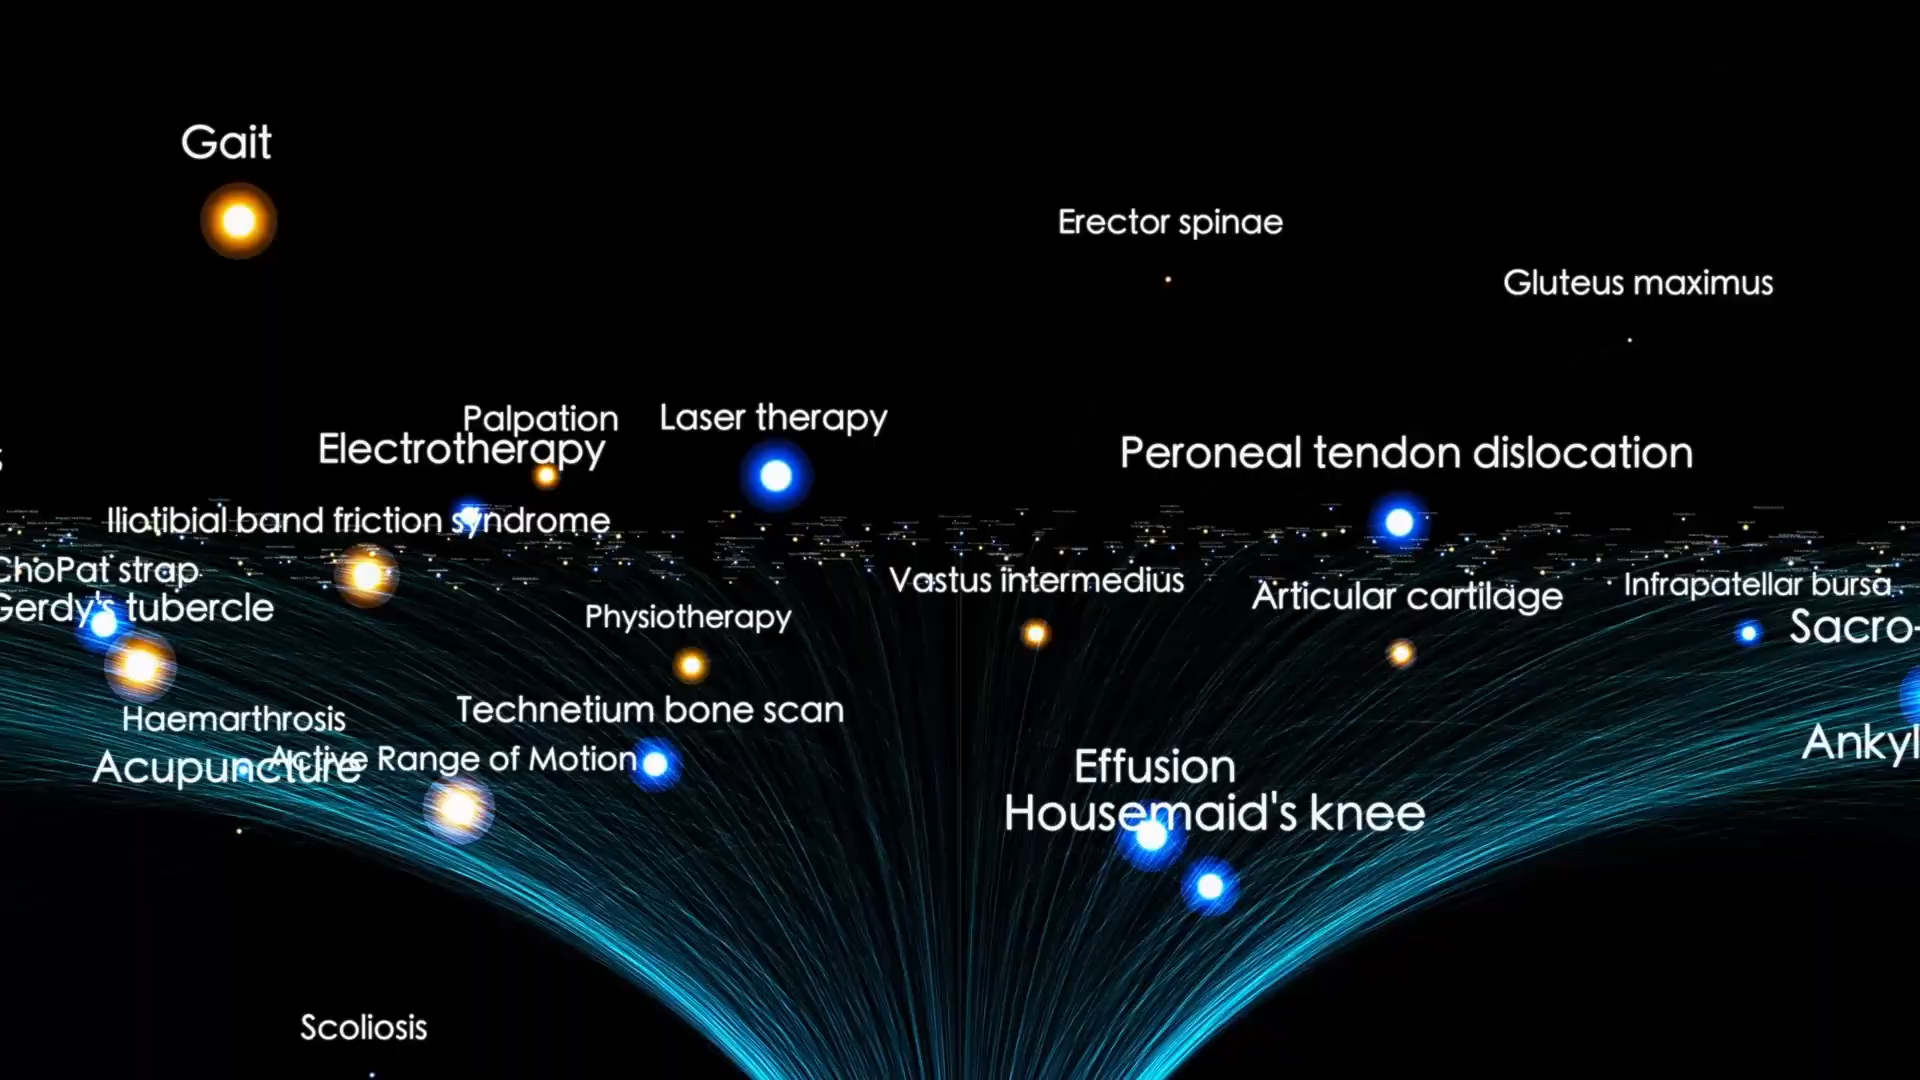 Gait
Erector spinae
Gluteus maximus
Palpation
Laser therapy
Electrotherapy
Peroneal tendon dislocation
Iliotibial band friction syndrome
ChoPat strap
Vastus intermedius
Articular cartilage
Infrapatellar bursa
Gerdy's tubercle
Physiotherapy
Sacro-
Haemarthrosis
Technetium bone scan
Active Range of Motion
Acupuncture
Effusion
Ankyl
Housemaid's knee
Scoliosis